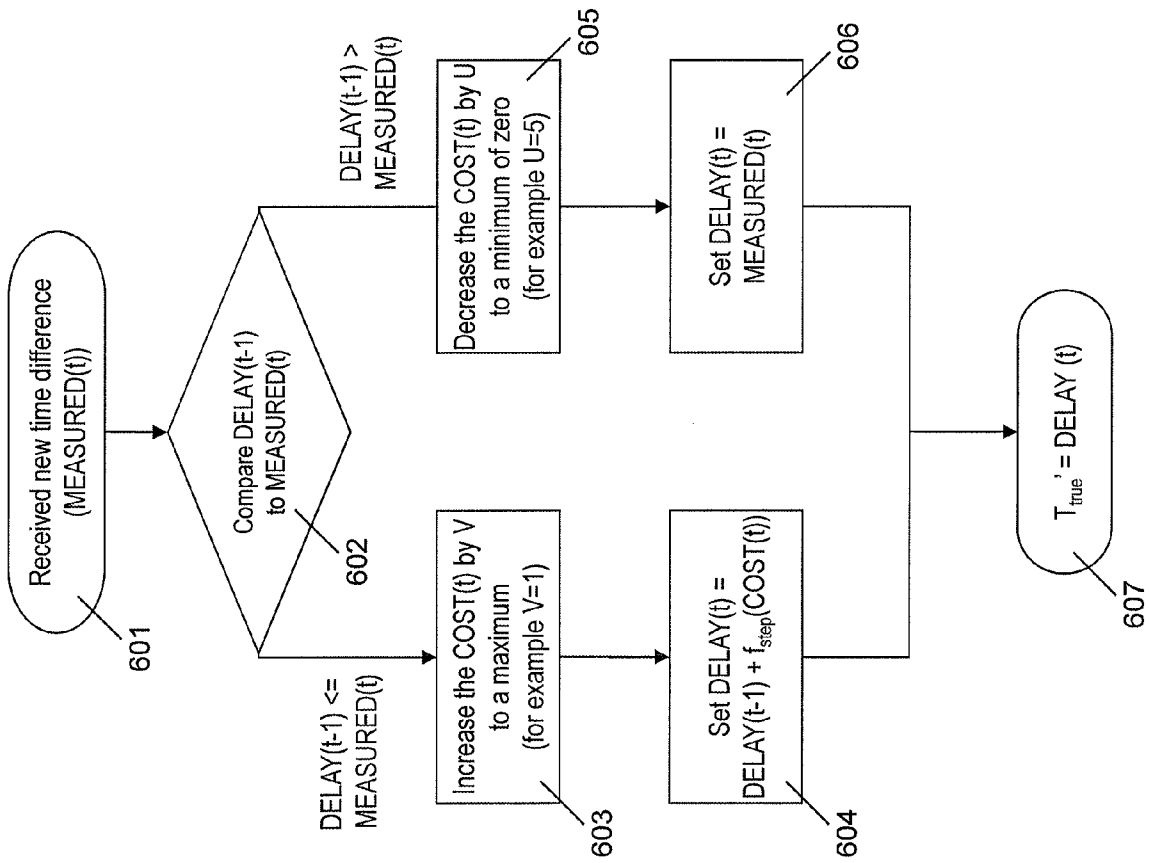 Received new time difference
(MEASURED(t))
601
Compare DELAY(t-1)
to MEASURED(t)
602
DELAY(t-1) <=
MEASURED(t)
DELAY(t-1) >
MEASURED(t)
Increase the COST(t) by V
to a maximum
(for example V=1)
603
Decrease the COST(t) by U
to a minimum of zero
(for example U=5)
605
Set DELAY(t) =
DELAY(t-1) + fstep(COST(t))
604
Set DELAY(t) =
MEASURED(t)
606
Ttrue' = DELAY (t)
607